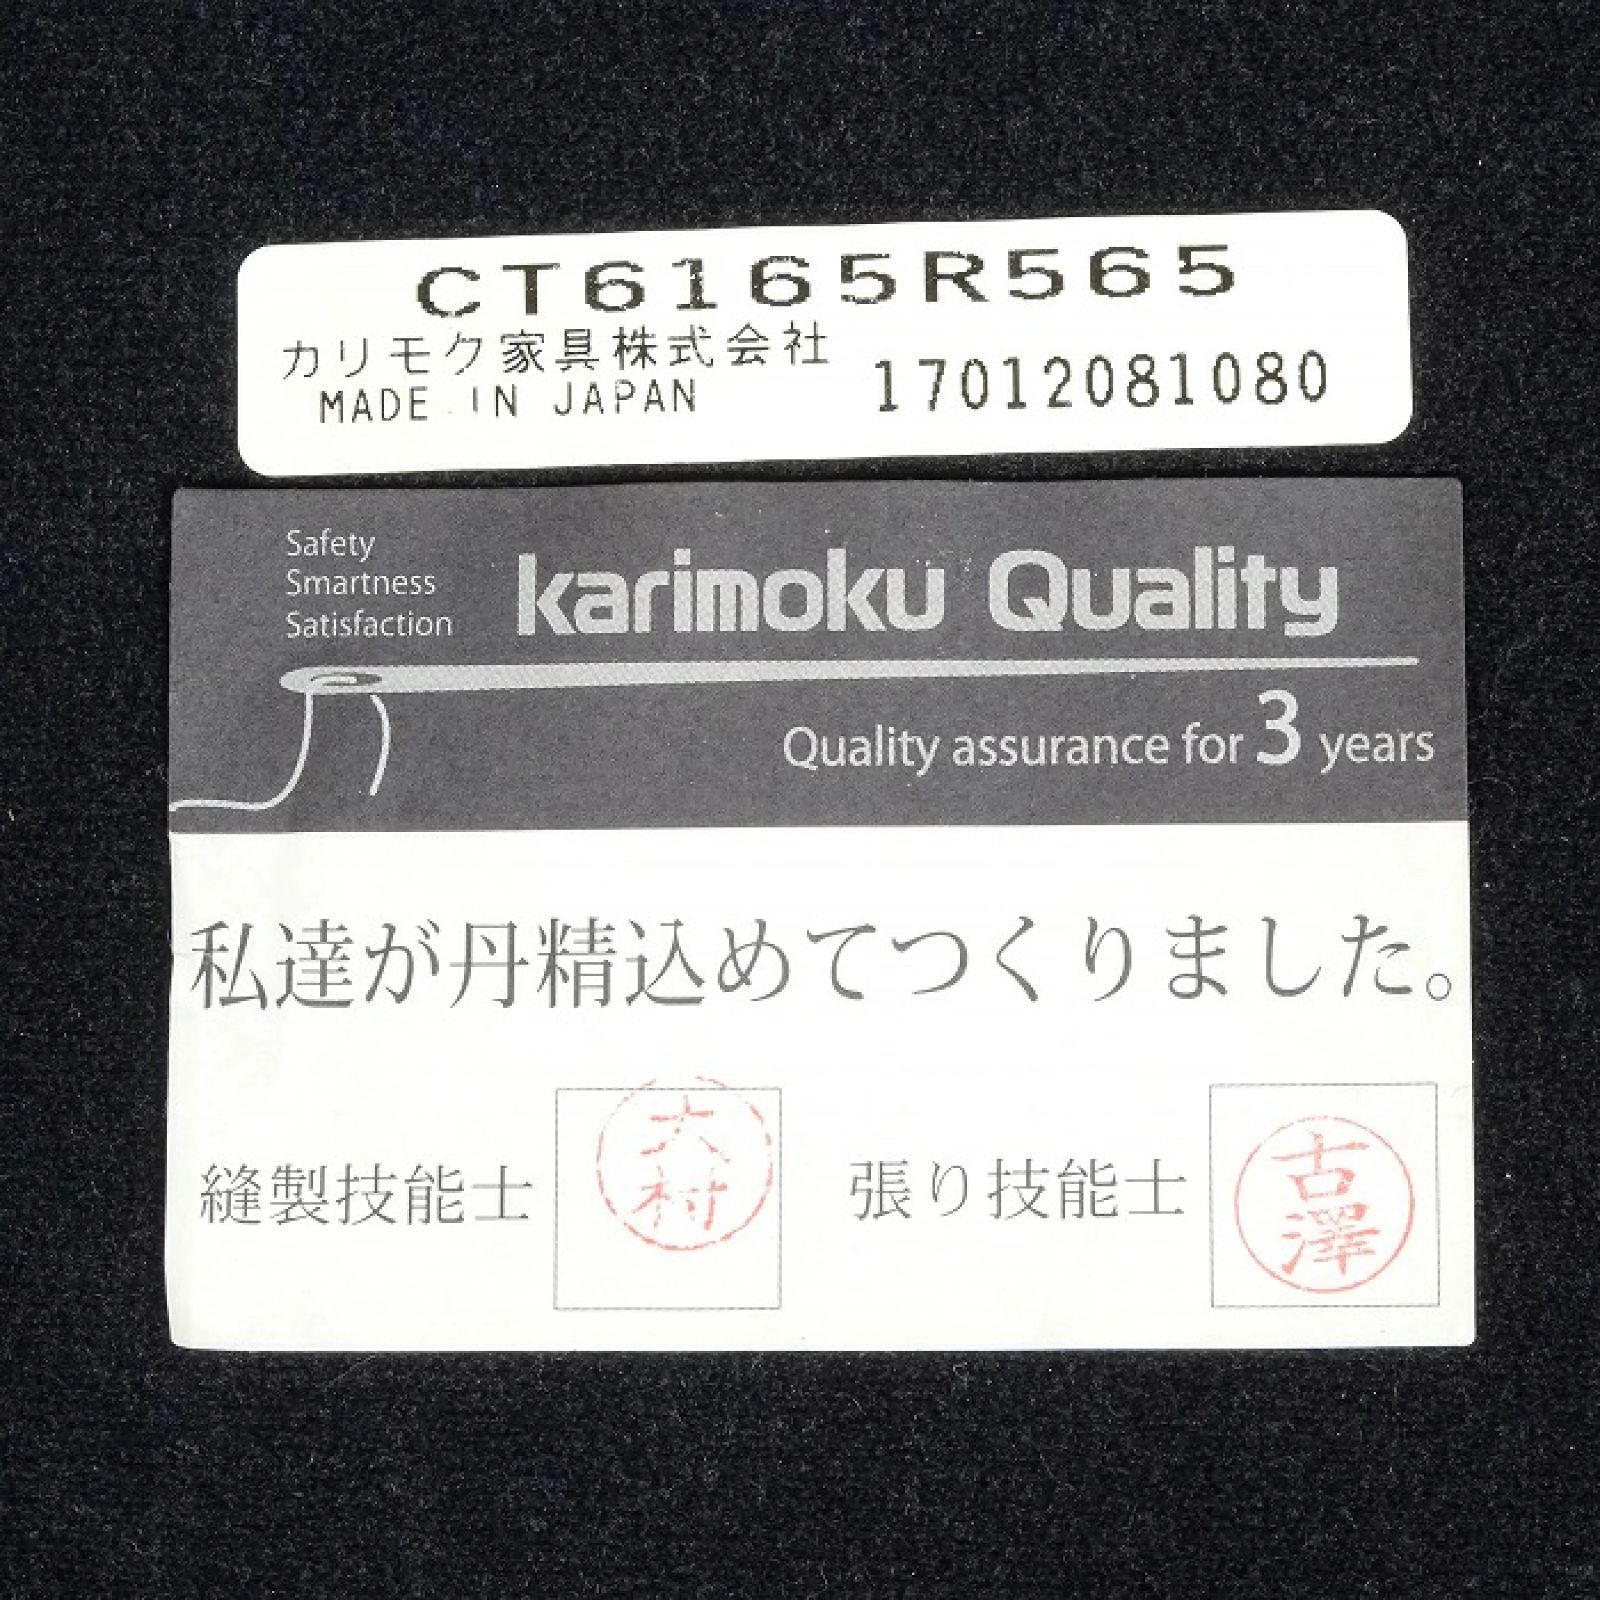 CT6165R565
カリモク家具株式会社
MADE IN JAPAN
17012081080
Safety
Smartness
Satisfaction
karimoku Quality
Quality assurance for 3 years
私達が丹精込めてつくりました。
縫製技能士
大村
張り技能士
古澤